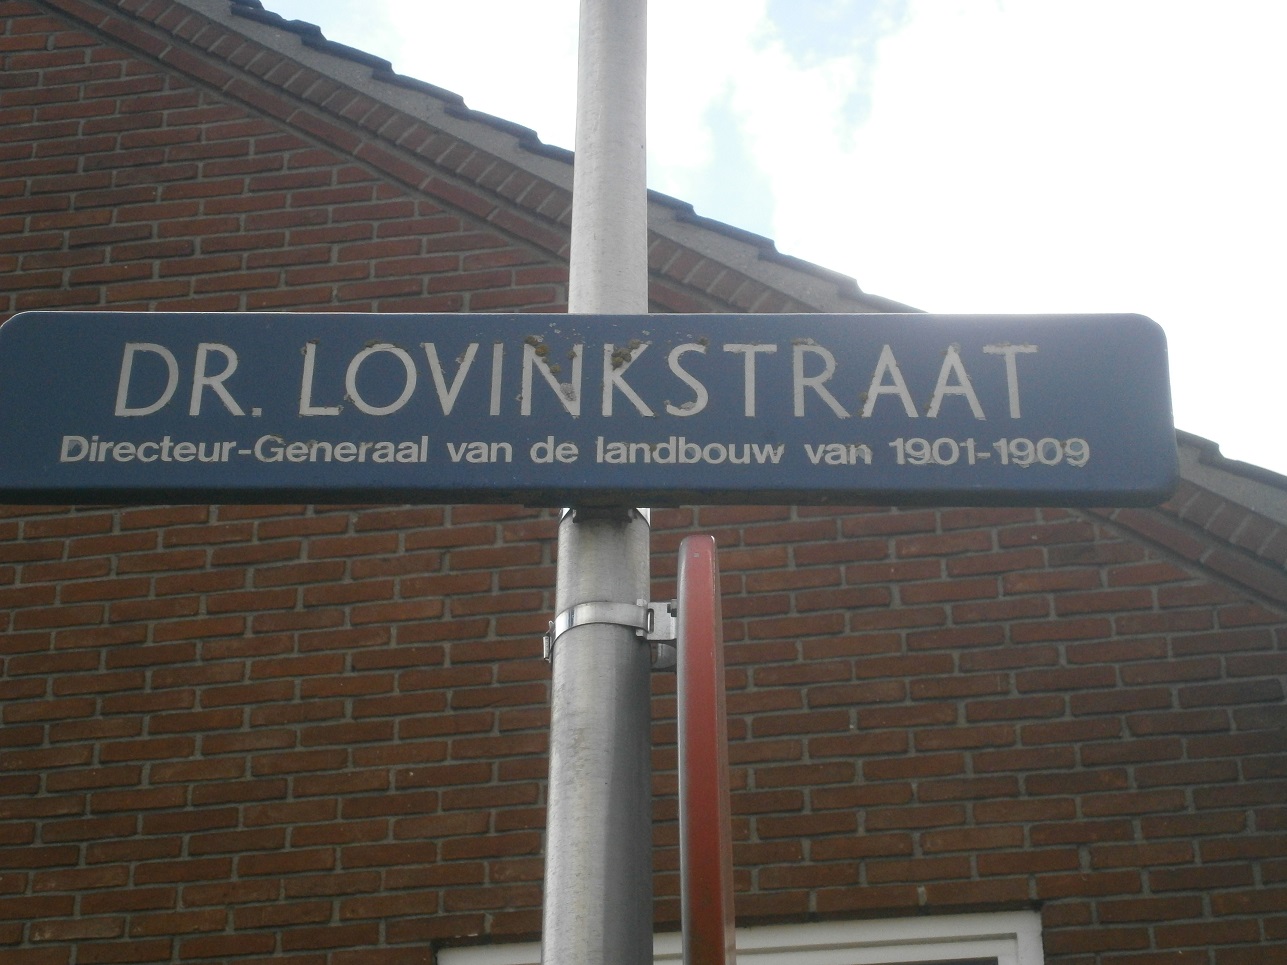 DR. LOVINKSTRAAT
Directeur-Generaal van de landbouw van 1901-1909